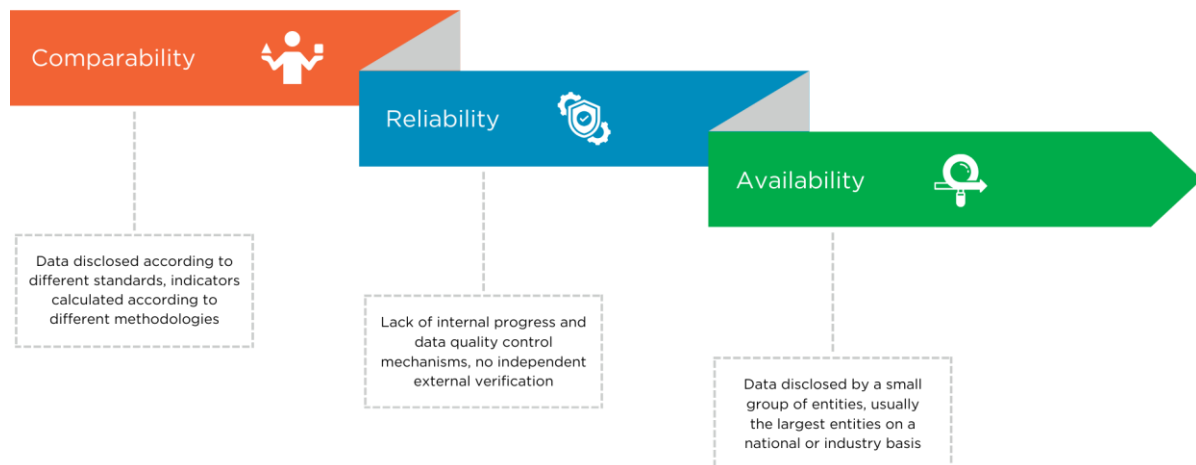 Comparability
Reliability
Availability
Data disclosed according to
different standards, indicators
calculated according to
different methodologies
Lack of internal progress and
data quality control
mechanisms, no independent
external verification
Data disclosed by a small
group of entities, usually
the largest entities on a
national or industry basis